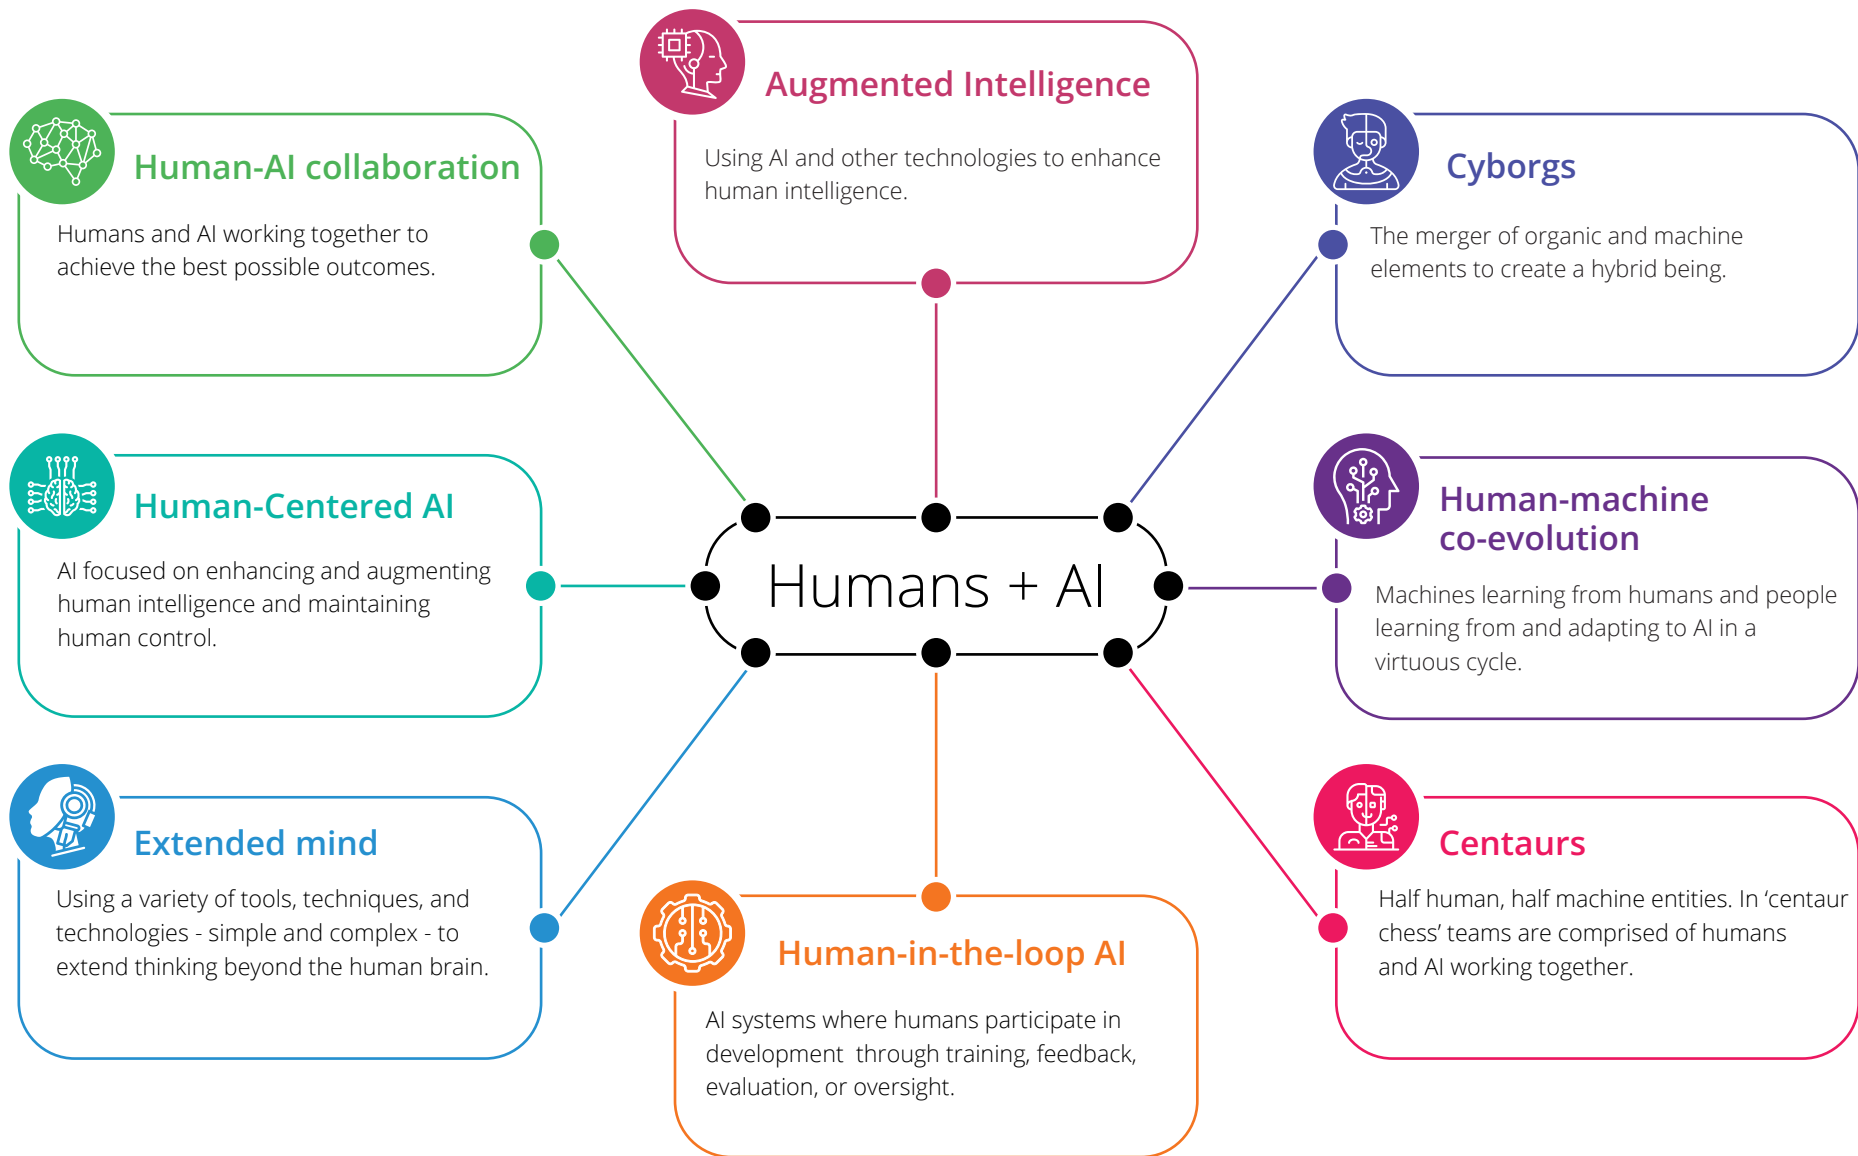 Augmented Intelligence
Using AI and other technologies to enhance
human intelligence.
Human-AI collaboration
Humans and AI working together to
achieve the best possible outcomes.
Cyborgs
The merger of organic and machine
elements to create a hybrid being.
Human-Centered AI
AI focused on enhancing and augmenting
human intelligence and maintaining
human control.
Humans + AI
Human-machine
co-evolution
Machines learning from humans and people
learning from and adapting to AI in a
virtuous cycle.
Extended mind
Using a variety of tools, techniques, and
technologies - simple and complex - to
extend thinking beyond the human brain.
Human-in-the-loop AI
AI systems where humans participate in
development  through training, feedback,
evaluation, or oversight.
Centaurs
Half human, half machine entities. In ‘centaur
chess’ teams are comprised of humans
and AI working together.